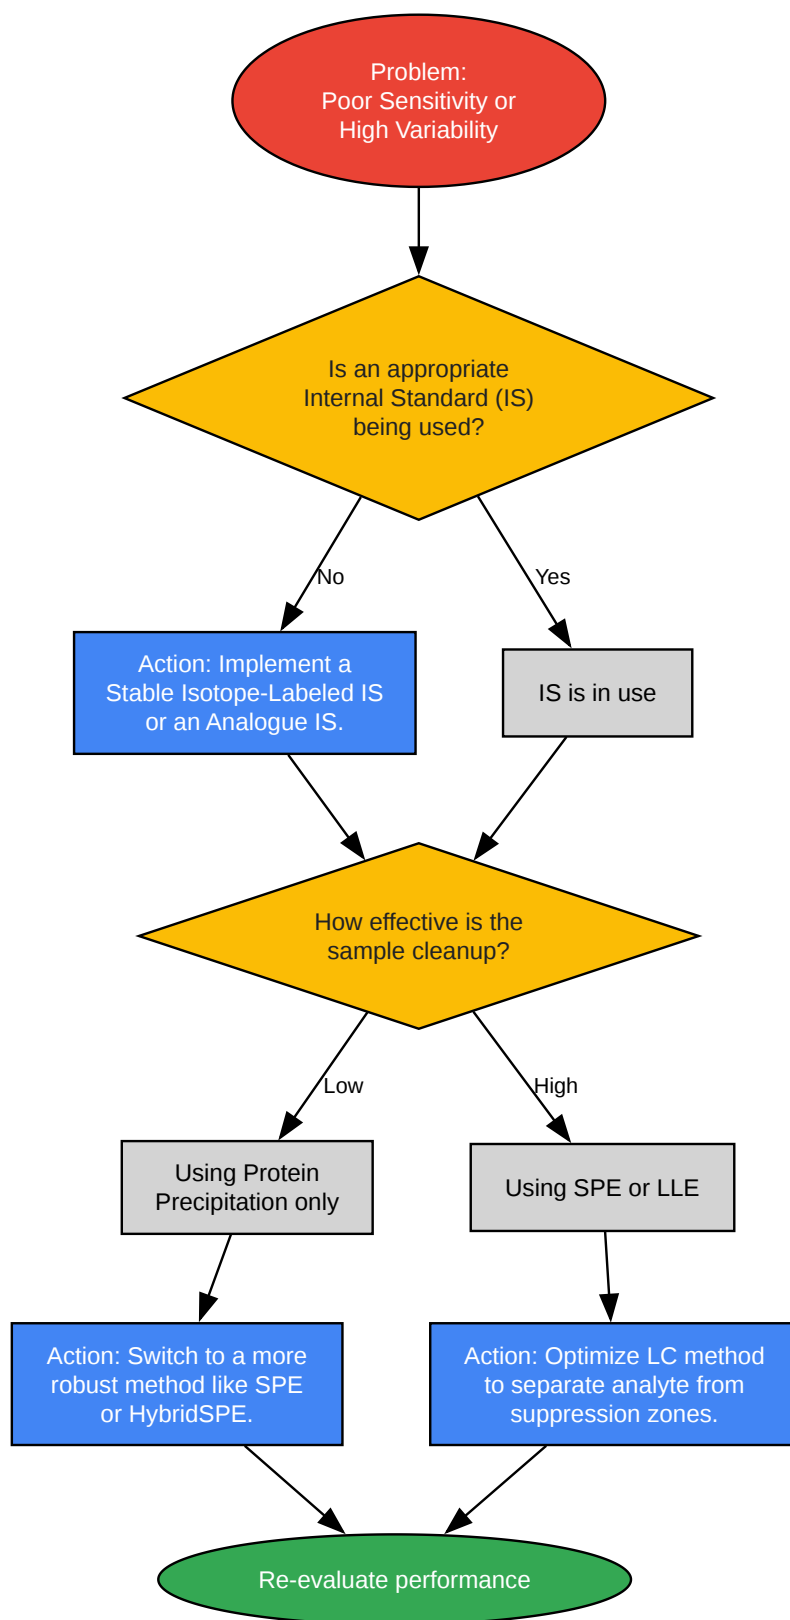 Problem:
Poor Sensitivity or
High Variability
Is an appropriate
Internal Standard (IS)
being used?
No
Yes
Action: Implement a
Stable Isotope-Labeled IS
or an Analogue IS.
IS is in use
How effective is the
sample cleanup?
Low
High
Using Protein
Precipitation only
Using SPE or LLE
Action: Switch to a more
robust method like SPE
or HybridSPE.
Action: Optimize LC method
to separate analyte from
suppression zones.
Re-evaluate performance